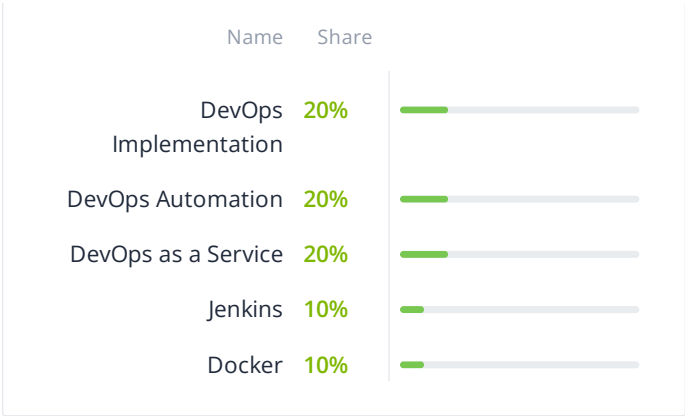 Name Share
DevOps 20%
Implementation
DevOps Automation 20%
DevOps as a Service 20%
Jenkins 10%
Docker 10%